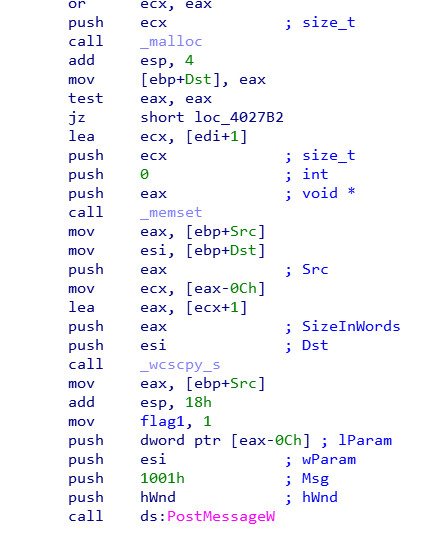 or ecx, eax
push ecx ; size_t
call _malloc
add esp, 4
mov [ebp+Dst], eax
test eax, eax
jz short loc_4027B2
lea ecx, [edi+1]
push ecx ; size_t
push 0 ; int
push eax ; void *
call _memset
mov eax, [ebp+Src]
mov esi, [ebp+Dst]
push eax ; Src
mov ecx, [eax-0Ch]
lea eax, [ecx+1]
push eax ; SizeInWords
push esi ; Dst
call _wcscpy_s
mov eax, [ebp+Src]
add esp, 18h
mov flag1, 1
push dword ptr [eax-0Ch] ; lParam
push esi ; wParam
push 1001h ; Msg
push hWnd ; hWnd
call ds:PostMessageW